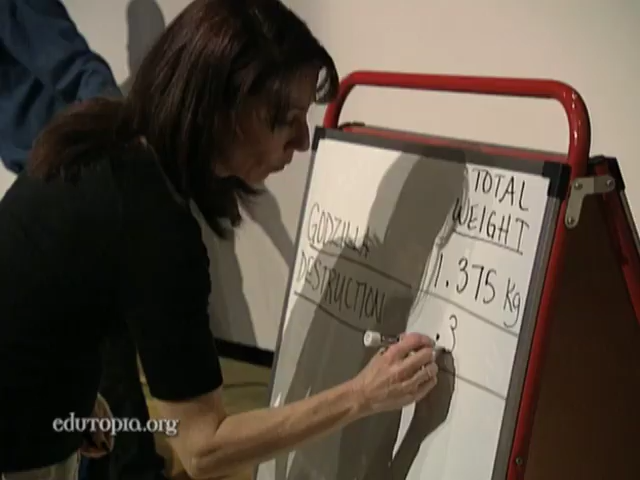 TOTAL
WEIGHT
GODZILLA 1.375 Kg
DESTRUCTION .3
edutopia.org